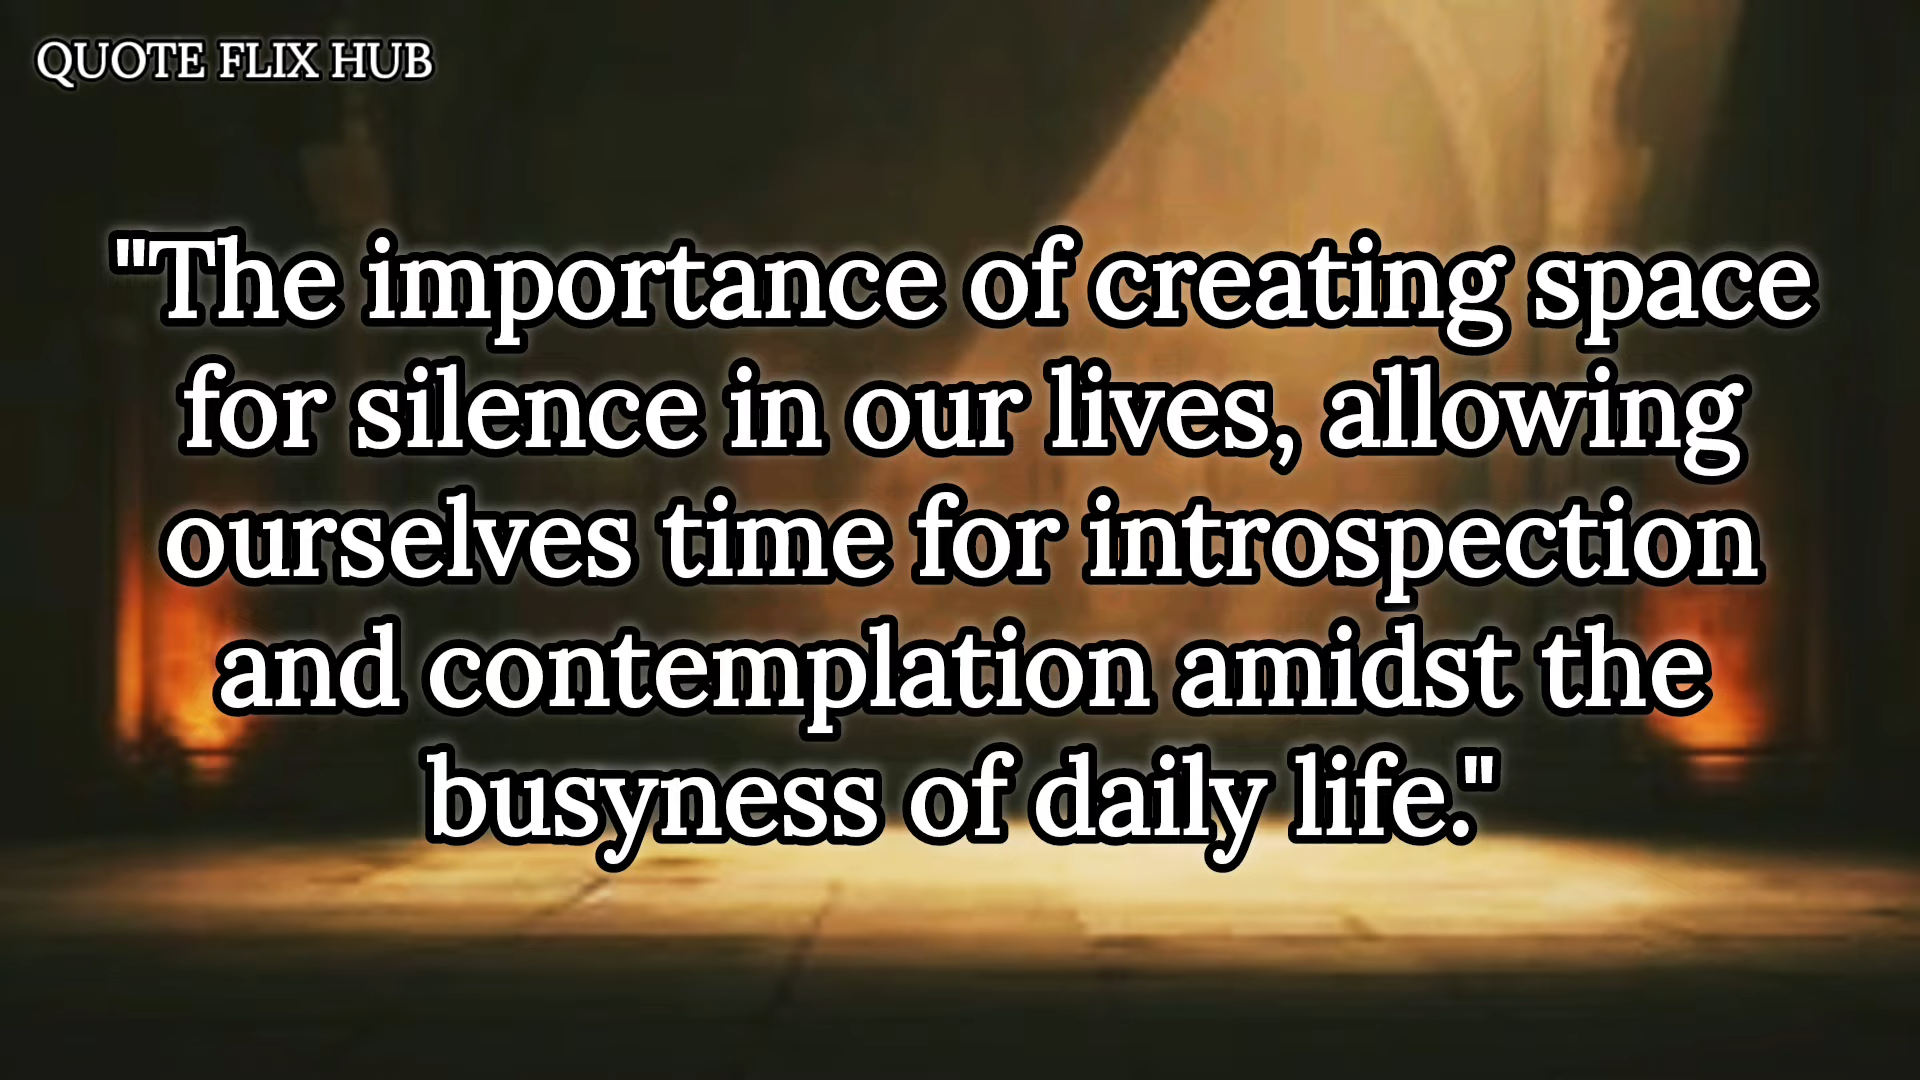 QUOTE FLIX HUB
"The importance of creating space
for silence in our lives, allowing
ourselves time for introspection
and contemplation amidst the
busyness of daily life."